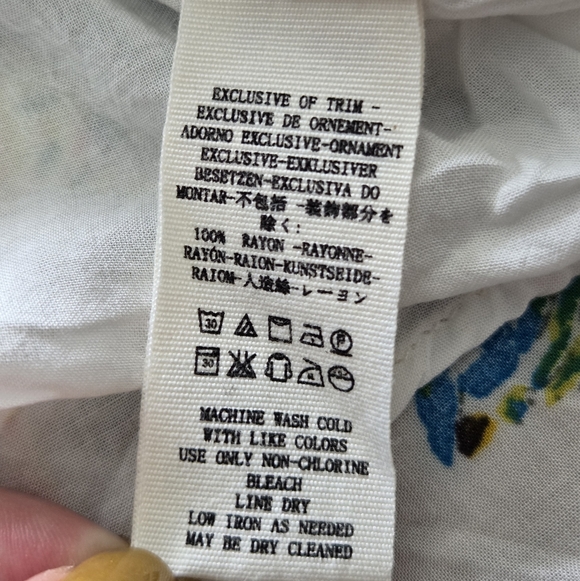 EXCLUSIVE OF TRIM -
EXCLUSIVE DE ORNEMENT-
ADORNO EXCLUSIVE-ORNAMENT
EXCLUSIVE-EXKLUSIVER
BESETZEN-EXCLUSIVA DO
MONTAR-不包括 -装飾部分を
除く:
100% RAYON -RAYONNE-
RAYÓN-RAION-KUNSTSEIDE-
RAIOM-人造絲-レーヨン
30
P
30
MACHINE WASH COLD
WITH LIKE COLORS
USE ONLY NON-CHLORINE
BLEACH
LINE DRY
LOW IRON AS NEEDED
MAY BE DRY CLEANED